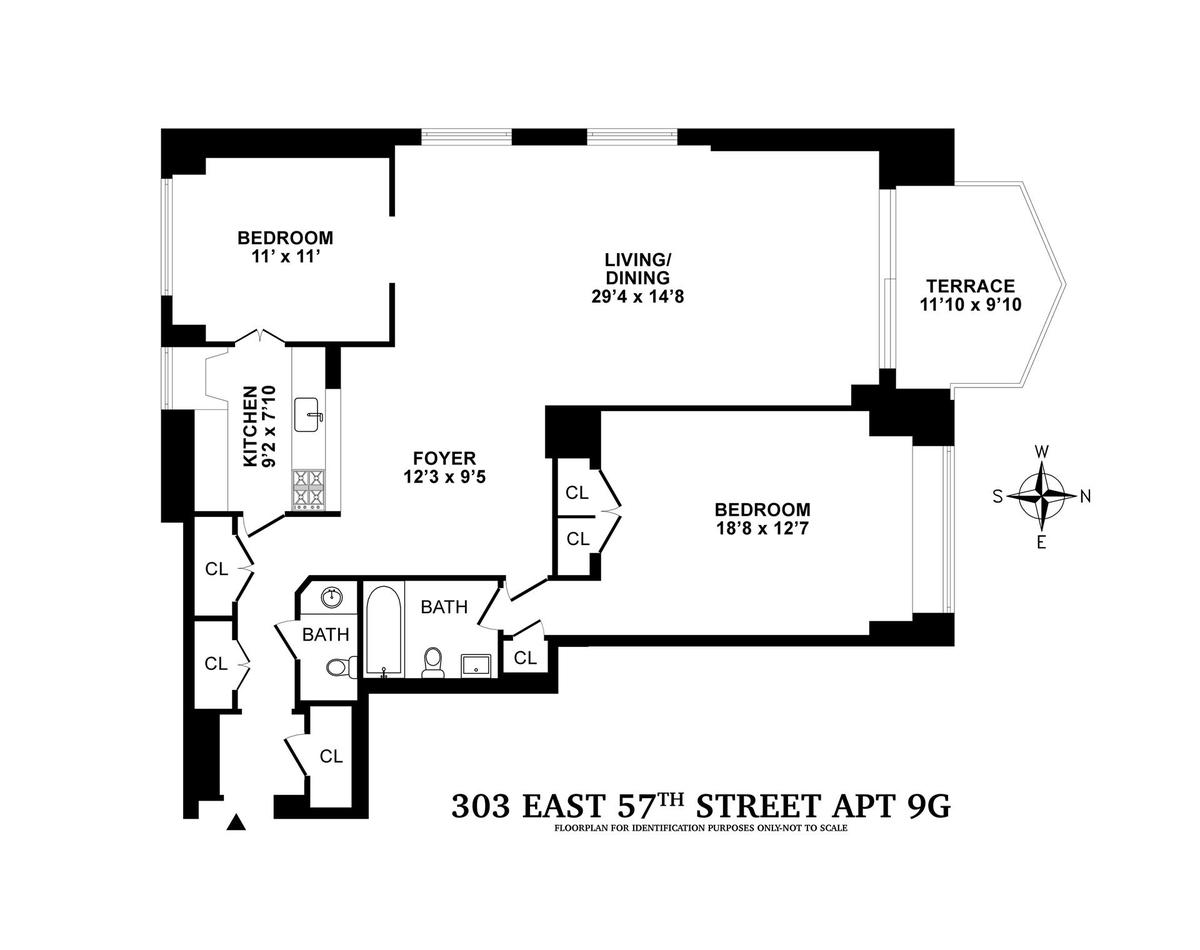 BEDROOM
11’ x 11’
LIVING/
DINING
29’4 x 14’8
TERRACE
11’10 x 9’10
KITCHEN
9’2 x 7’10
FOYER
12’3 x 9’5
CL
CL
BEDROOM
18’8 x 12’7
W
S
N
E
CL
BATH
BATH
CL
CL
CL
303 EAST 57TH STREET APT 9G
FLOORPLAN FOR IDENTIFICATION PURPOSES ONLY-NOT TO SCALE